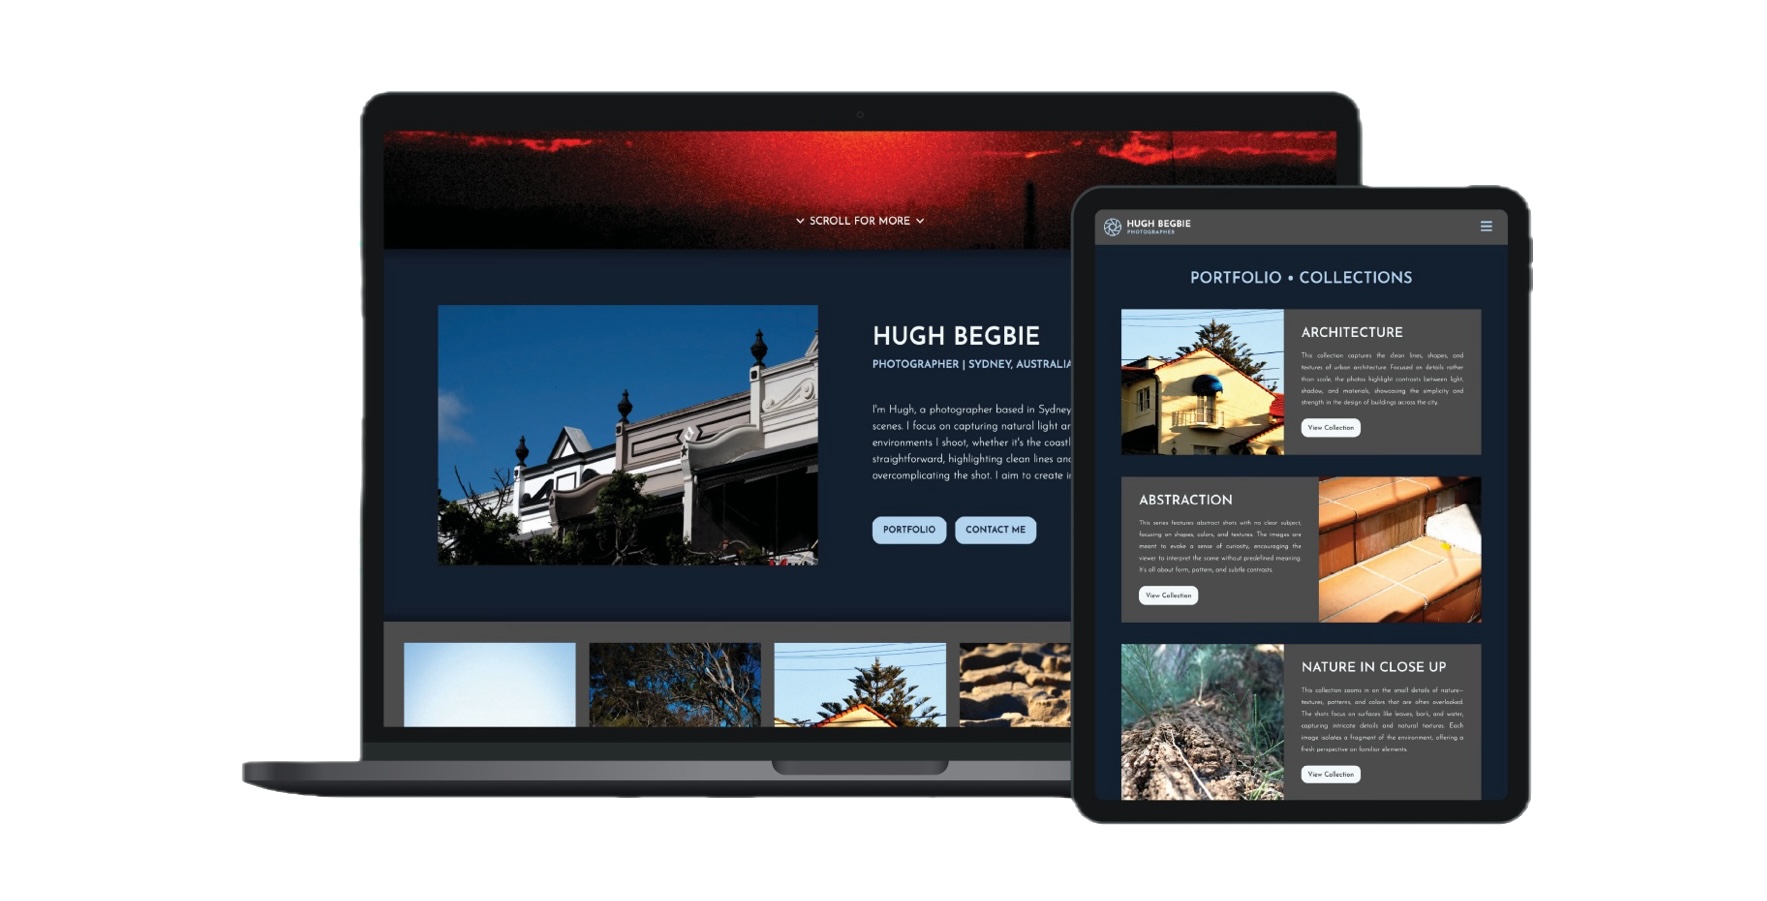 SCROLL FOR MORE
HUGH BEGBIE
PHOTOGRAPHER | SYDNEY, AUSTRALIA
I'm Hugh, a photographer based in Sydney
scenes. I focus on capturing natural light
environments I shoot, whether it's the
straightforward, highlighting clean lines
overcomplicating the shot. I aim to create
PORTFOLIO
CONTACT ME
HUGH BEGBIE
PHOTOGRAPHER
PORTFOLIO • COLLECTIONS
ARCHITECTURE
This collection captures the clean lines, shapes, and
textures of urban architecture. Focused on details rather
than scale, the photos highlight contrasts between light,
shadow, and materials, showcasing the simplicity and
strength in the design of buildings across the city.
View Collection
ABSTRACTION
This series features abstract shots with no clear subject,
focusing on shapes, colors, and textures. The images are
meant to evoke a sense of curiosity, encouraging the
viewer to interpret the scene without predefined meaning.
It's all about form, pattern, and subtle contrasts.
View Collection
NATURE IN CLOSE UP
This collection zooms in on the small details of nature—
textures, patterns, and colors that are often overlooked.
The shots focus on surfaces like leaves, bark, and water,
capturing intricate details and natural textures. Each
image isolates a fragment of the environment, offering a
fresh perspective on familiar elements.
View Collection